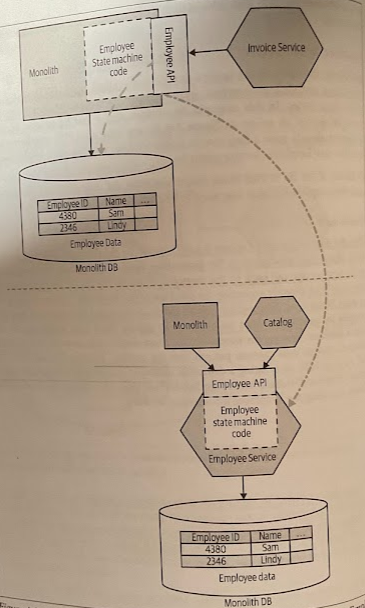 Monolith
Employee
State machine
code
Employee API
Invoice Service
Employee ID Name ...
4380 Sam
2346 Lindy
Employee Data
Monolith DB
Monolith
Catalog
Employee API
Employee
state machine
code
Employee Service
Employee ID Name ...
4380 Sam
2346 Lindy
Employee data
Monolith DB